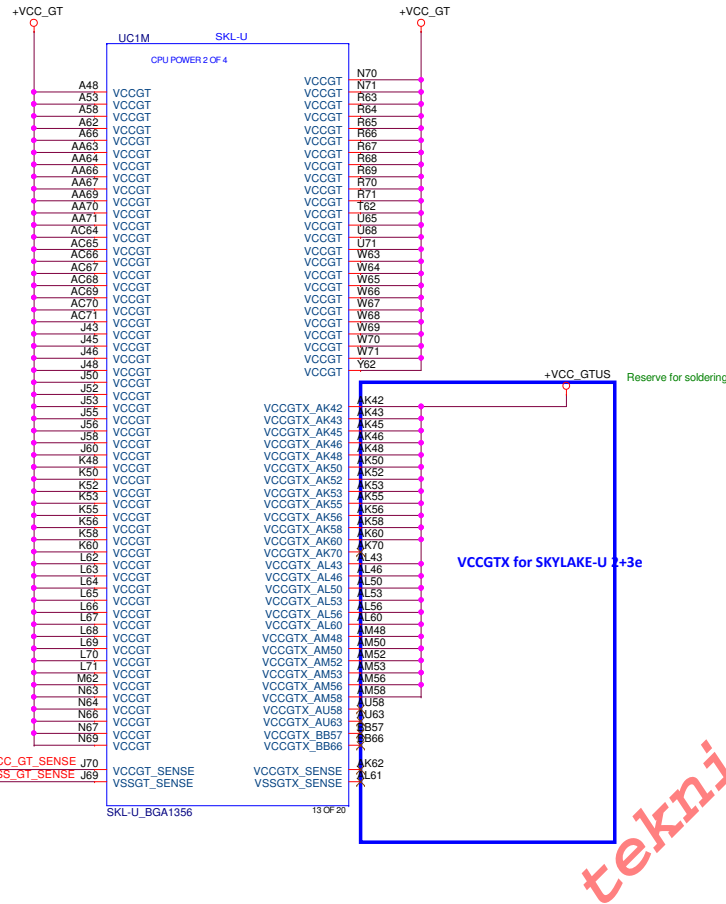 +VCC_GT
+VCC_GT
UC1M
SKL-U
CPU POWER 2 OF 4
A48 VCCGT
A53 VCCGT
A58 VCCGT
A62 VCCGT
A66 VCCGT
AA63 VCCGT
AA64 VCCGT
AA66 VCCGT
AA67 VCCGT
AA69 VCCGT
AA70 VCCGT
AA71 VCCGT
AC64 VCCGT
AC65 VCCGT
AC66 VCCGT
AC67 VCCGT
AC68 VCCGT
AC69 VCCGT
AC70 VCCGT
AC71 VCCGT
J43 VCCGT
J45 VCCGT
J46 VCCGT
J48 VCCGT
J50 VCCGT
J52 VCCGT
J53 VCCGT
J55 VCCGT
J56 VCCGT
J58 VCCGT
J60 VCCGT
K48 VCCGT
K50 VCCGT
K52 VCCGT
K53 VCCGT
K55 VCCGT
K56 VCCGT
K58 VCCGT
K60 VCCGT
L62 VCCGT
L63 VCCGT
L64 VCCGT
L65 VCCGT
L66 VCCGT
L67 VCCGT
L68 VCCGT
L69 VCCGT
L70 VCCGT
L71 VCCGT
M62 VCCGT
N63 VCCGT
N64 VCCGT
N66 VCCGT
N67 VCCGT
N69 VCCGT
CC_GT_SENSE J70 VCCGT_SENSE
SS_GT_SENSE J69 VSSGT_SENSE
VCCGT N70
VCCGT N71
VCCGT R63
VCCGT R64
VCCGT R65
VCCGT R66
VCCGT R67
VCCGT R68
VCCGT R69
VCCGT R70
VCCGT R71
VCCGT T62
VCCGT U65
VCCGT U68
VCCGT U71
VCCGT W63
VCCGT W64
VCCGT W65
VCCGT W66
VCCGT W67
VCCGT W68
VCCGT W69
VCCGT W70
VCCGT W71
VCCGT Y62
+VCC_GTUS
Reserve for soldering
VCCGTX_AK42 AK42
VCCGTX_AK43 AK43
VCCGTX_AK45 AK45
VCCGTX_AK46 AK46
VCCGTX_AK48 AK48
VCCGTX_AK50 AK50
VCCGTX_AK52 AK52
VCCGTX_AK53 AK53
VCCGTX_AK55 AK55
VCCGTX_AK56 AK56
VCCGTX_AK58 AK58
VCCGTX_AK60 AK60
VCCGTX_AK70 AK70
VCCGTX_AL43 AL43
VCCGTX_AL46 AL46
VCCGTX_AL50 AL50
VCCGTX_AL53 AL53
VCCGTX_AL56 AL56
VCCGTX_AL60 AL60
VCCGTX_AM48 AM48
VCCGTX_AM50 AM50
VCCGTX_AM52 AM52
VCCGTX_AM53 AM53
VCCGTX_AM56 AM56
VCCGTX_AM58 AM58
VCCGTX_AU58 AU58
VCCGTX_AU63 AU63
VCCGTX_BB57 BB57
VCCGTX_BB66 BB66
VCCGTX_SENSE AK62
VSSGTX_SENSE AL61
VCCGTX for SKYLAKE-U 2+3e
SKL-U_BGA1356
13 OF 20
tekni